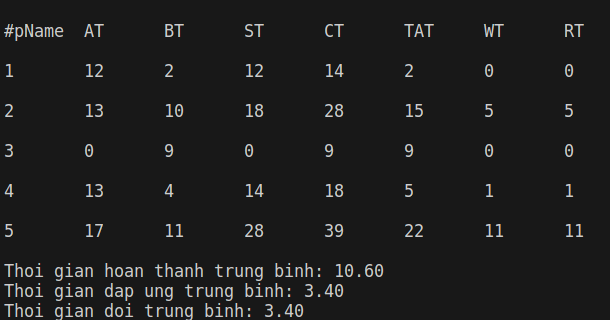 #pName AT BT ST CT TAT WT RT
1 12 2 12 14 2 0 0
2 13 10 18 28 15 5 5
3 0 9 0 9 9 0 0
4 13 4 14 18 5 1 1
5 17 11 28 39 22 11 11
Thoi gian hoan thanh trung binh: 10.60
Thoi gian dap ung trung binh: 3.40
Thoi gian doi trung binh: 3.40